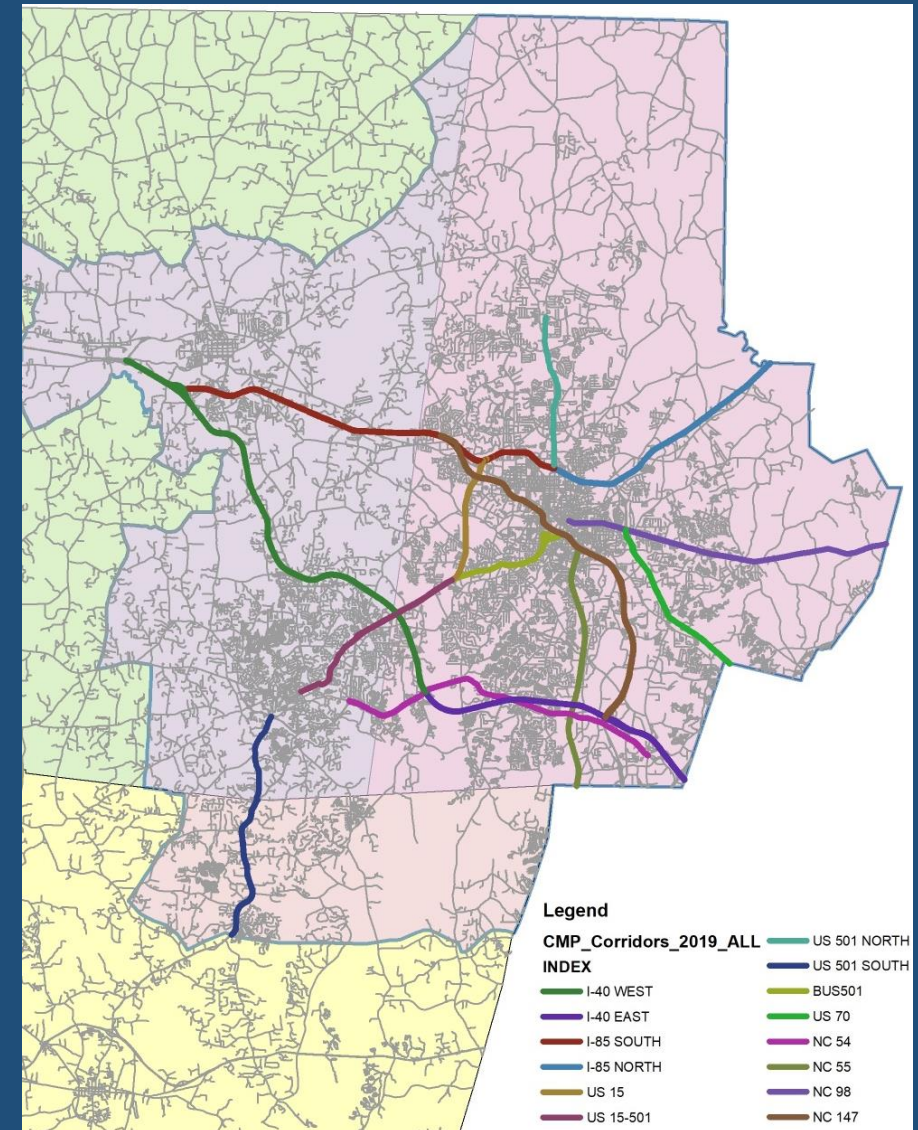 Legend
CMP_Corridors_2019_ALL
INDEX
I-40 WEST
I-40 EAST
I-85 SOUTH
I-85 NORTH
US 15
US 15-501
US 501 NORTH
US 501 SOUTH
BUS501
US 70
NC 54
NC 55
NC 98
NC 147